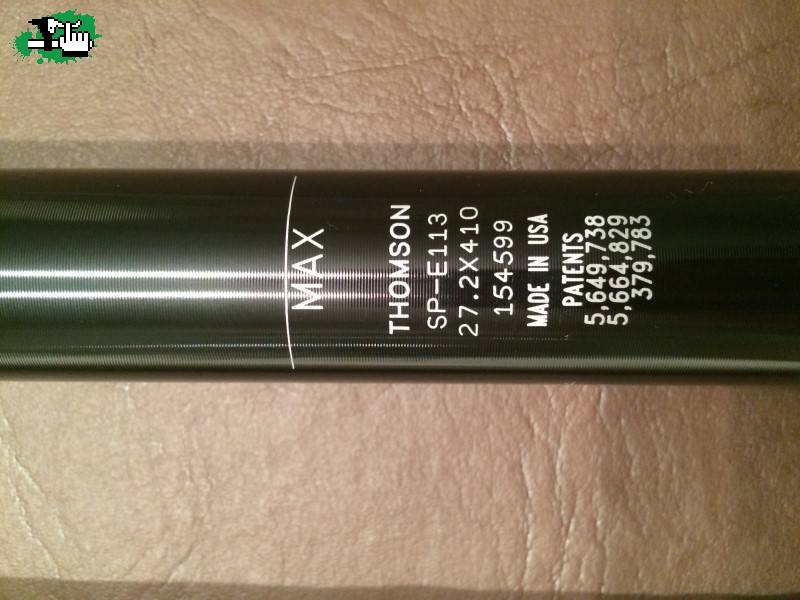 MAX
THOMSON
SP-E113
27.2X410
154599
MADE IN USA
PATENTS
5,649,738
5,664,829
379,783